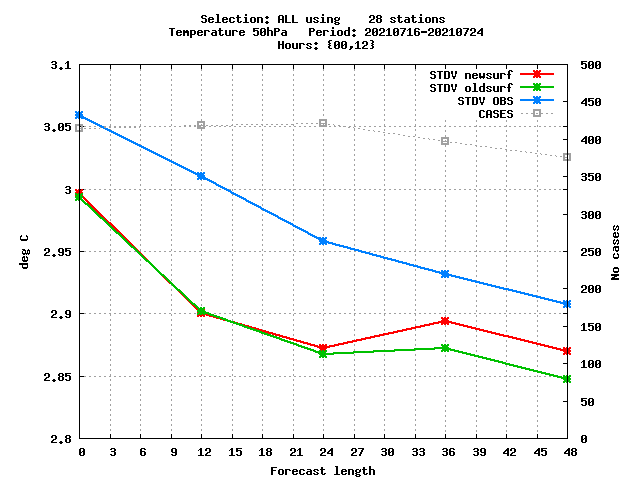 Selection: ALL using    28 stations
Temperature 50hPa   Period: 20210716-20210724
Hours: {00,12}
STDV newsurf
STDV oldsurf
STDV OBS
CASES
3.1
3.05
3
2.95
2.9
2.85
2.8
deg C
500
450
400
350
300
250
200
150
100
50
0
No cases
0 3 6 9 12 15 18 21 24 27 30 33 36 39 42 45 48
Forecast length